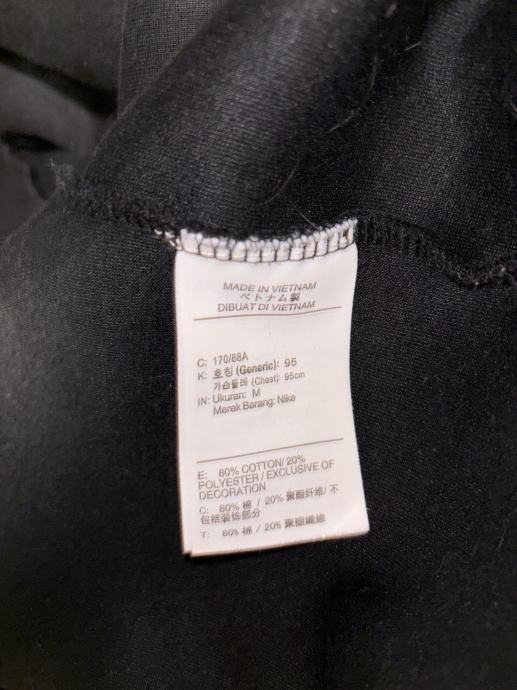 MADE IN VIETNAM
ベトナム製
DIBUAT DI VIETNAM
C: 170/88A
K: 호칭 (Generic): 95
가슴둘레 (Chest): 95cm
IN: Ukuran: M
Merek Barang: Nike
E: 80% COTTON/ 20%
POLYESTER / EXCLUSIVE OF
DECORATION
C: 80% 棉 / 20% 聚酯纤维/ 不
包括装饰部分
T: 80% 棉 / 20% 聚酯纖維